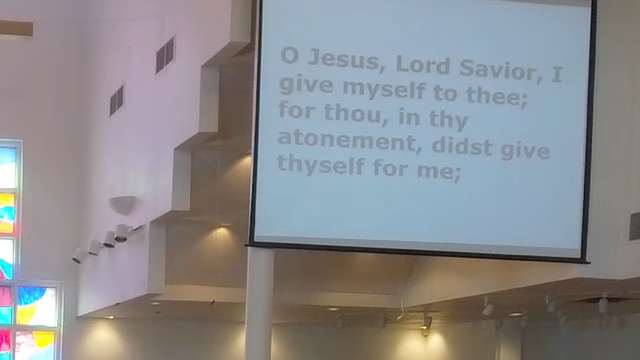 O Jesus, Lord Savior, I
give myself to thee;
for thou, in thy
atonement, didst give
thyself for me;